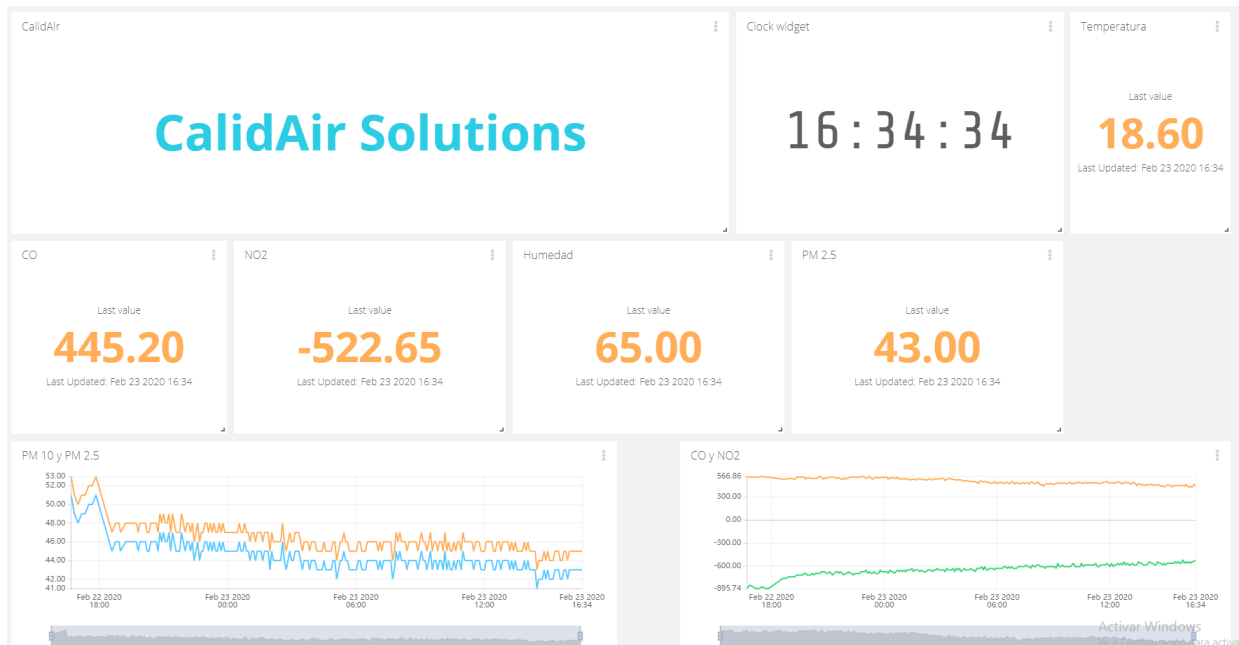 CalidAir
Clock widget
Temperatura
CalidAir Solutions
16:34:34
Last value
18.60
Last Updated: Feb 23 2020 16:34
CO
NO2
Humedad
PM 2.5
Last value
445.20
Last Updated: Feb 23 2020 16:34
Last value
-522.65
Last Updated: Feb 23 2020 16:34
Last value
65.00
Last Updated: Feb 23 2020 16:34
Last value
43.00
Last Updated: Feb 23 2020 16:34
PM 10 y PM 2.5
53.00
52.00
50.00
48.00
46.00
44.00
42.00
41.00
Feb 22 2020
18:00
Feb 23 2020
00:00
Feb 23 2020
06:00
Feb 23 2020
12:00
Feb 23 2020
16:34
CO y NO2
566.86
300.00
0.00
-300.00
-600.00
-895.74
Feb 22 2020
18:00
Feb 23 2020
00:00
Feb 23 2020
06:00
Feb 23 2020
12:00
Feb 23 2020
16:34
Activar Windows
para activa